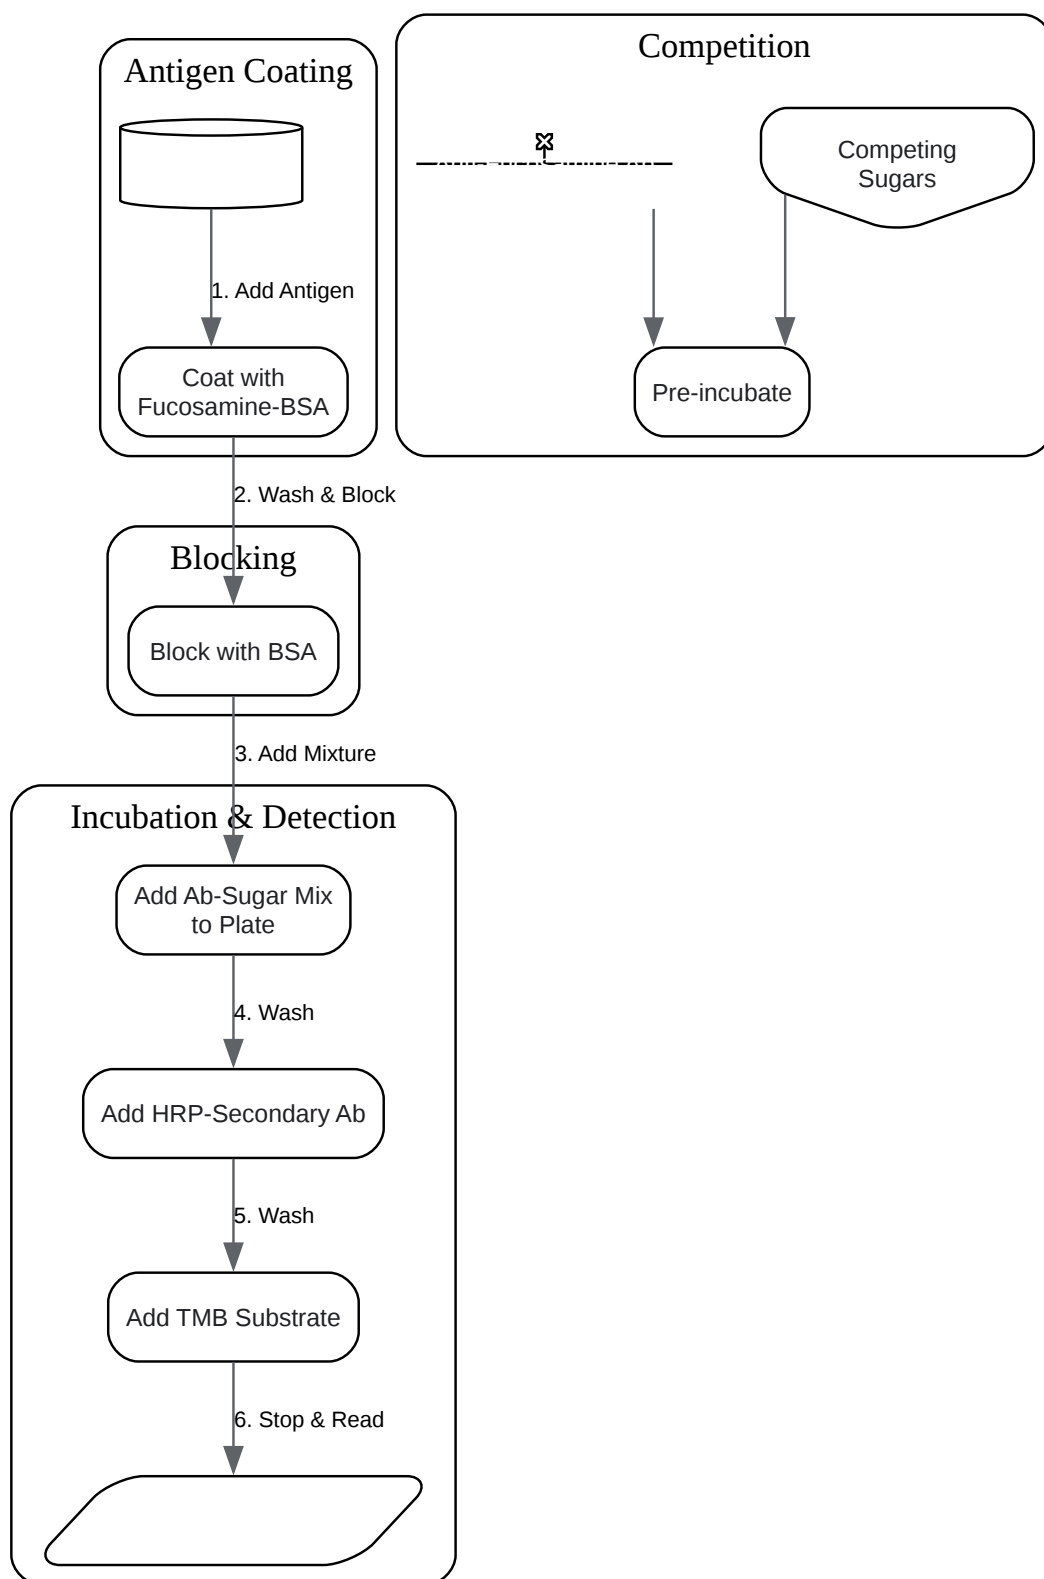 Antigen Coating
Competition
Competing
Sugars
1. Add Antigen
Coat with
Fucosamine-BSA
Pre-incubate
2. Wash & Block
Blocking
Block with BSA
3. Add Mixture
Incubation & Detection
Add Ab-Sugar Mix
to Plate
4. Wash
Add HRP-Secondary Ab
5. Wash
Add TMB Substrate
6. Stop & Read